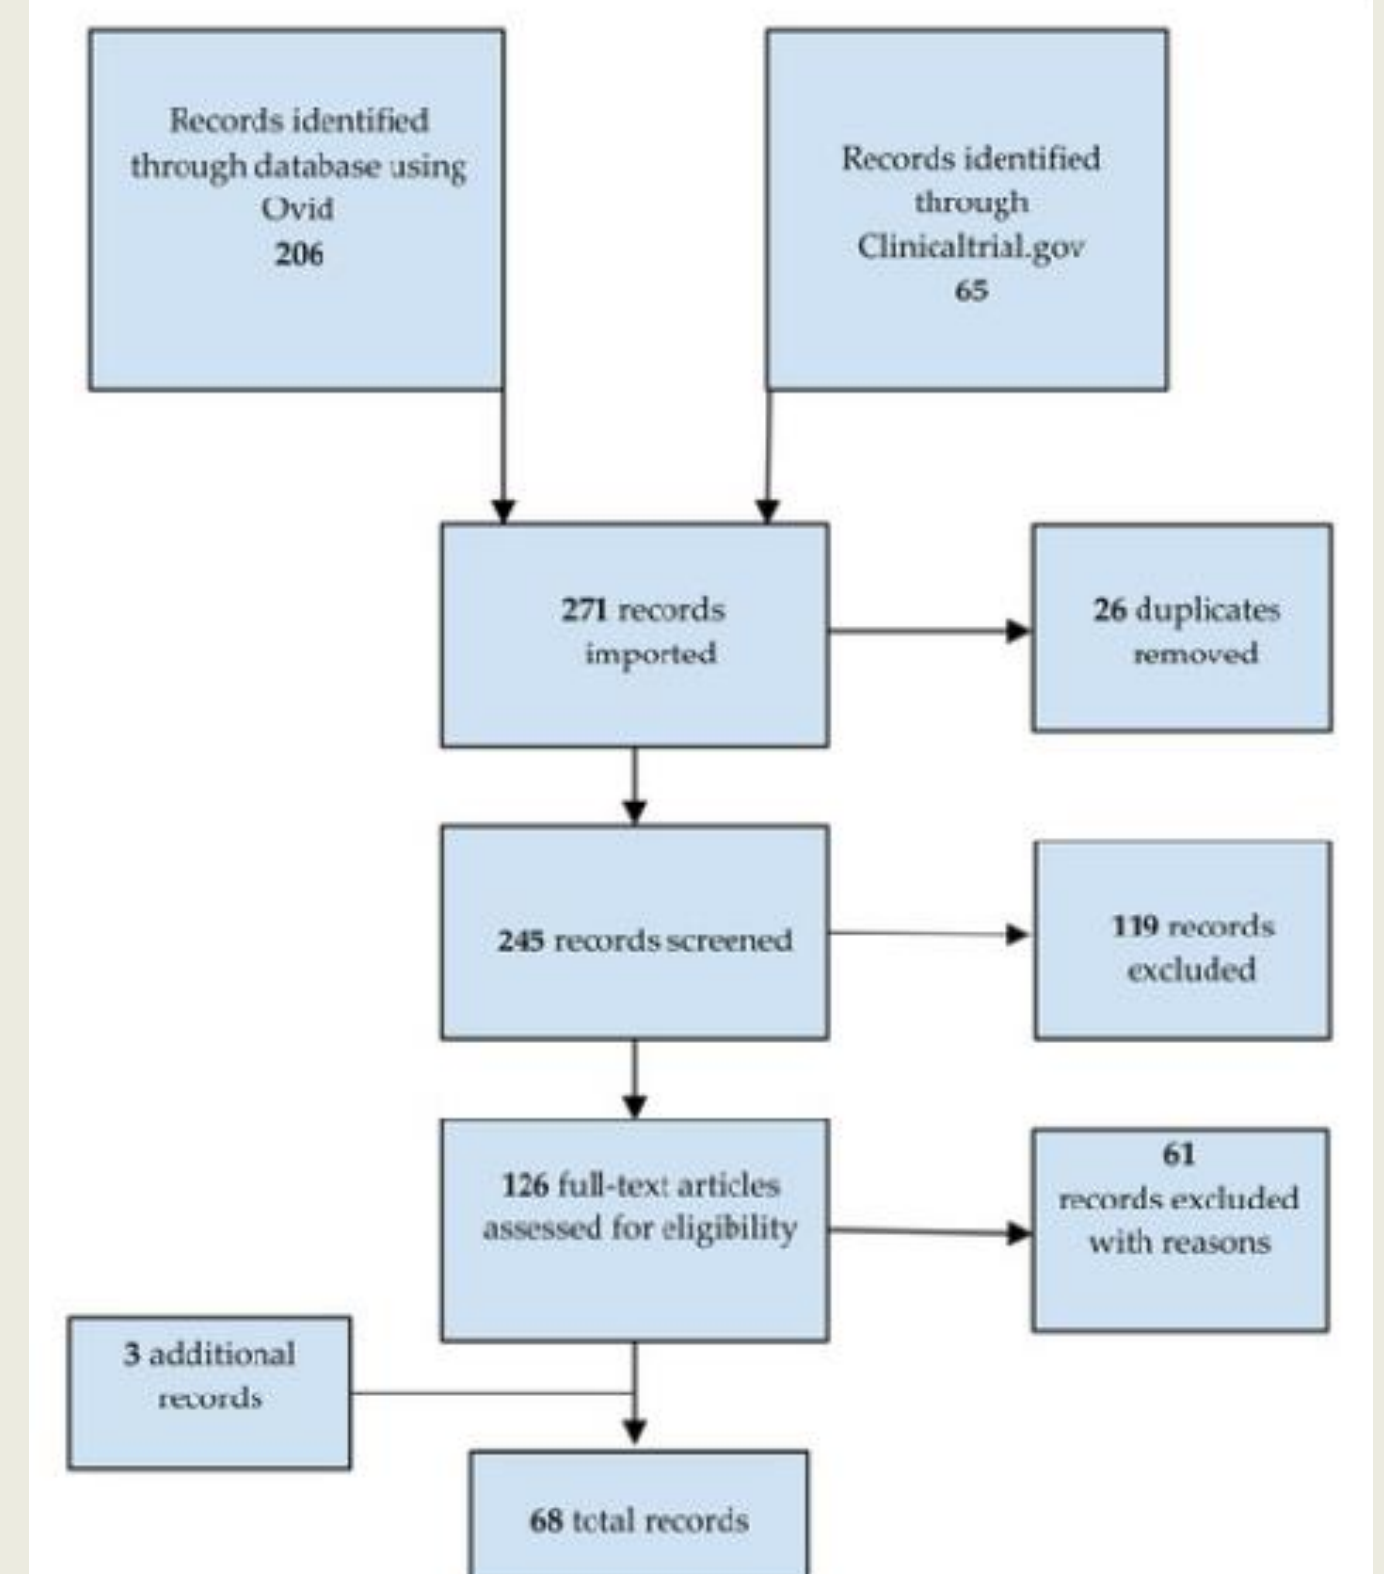 Records identified
through database using
Ovid
206
Records identified
through
Clinicaltrial.gov
65
271 records
imported
26 duplicates
removed
245 records screened
119 records
excluded
126 full-text articles
assessed for eligibility
61
records excluded
with reasons
3 additional
records
68 total records